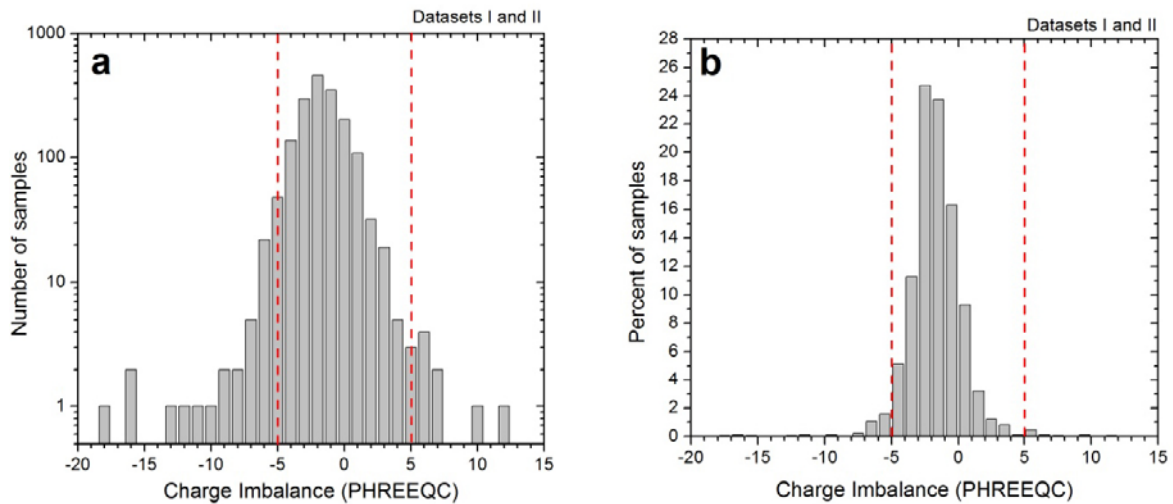 Datasets I and II
a
1000
100
10
1
Number of samples
-20 -15 -10 -5 0 5 10 15
Charge Imbalance (PHREEQC)
Datasets I and II
b
28
26
24
22
20
18
16
14
12
10
8
6
4
2
0
Percent of samples
-20 -15 -10 -5 0 5 10 15
Charge Imbalance (PHREEQC)